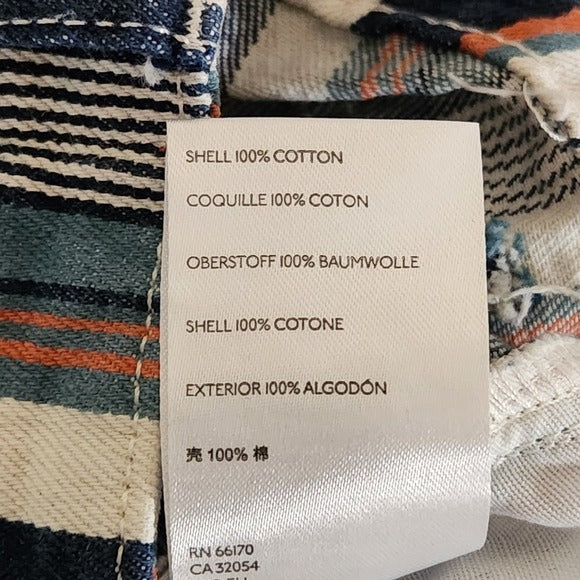 SHELL 100% COTTON
COQUILLE 100% COTON
OBERSTOFF 100% BAUMWOLLE
SHELL 100% COTONE
EXTERIOR 100% ALGODÓN
売 100% 棉
RN 66170
CA 32054